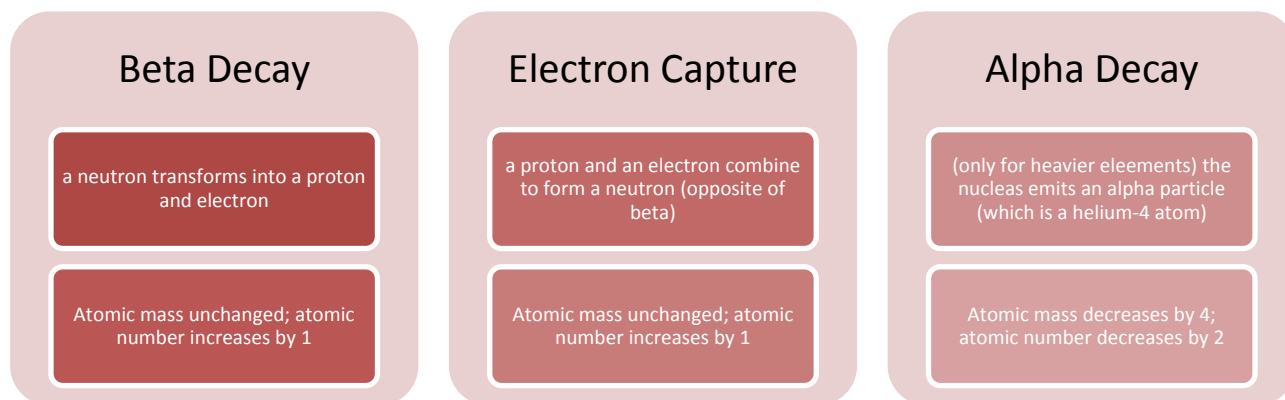 Beta Decay
a neutron transforms into a proton
and electron
Atomic mass unchanged; atomic
number increases by 1
Electron Capture
a proton and an electron combine
to form a neutron (opposite of
beta)
Atomic mass unchanged; atomic
number increases by 1
Alpha Decay
(only for heavier eleements) the
nucleas emits an alpha particle
(which is a helium-4 atom)
Atomic mass decreases by 4;
atomic number decreases by 2